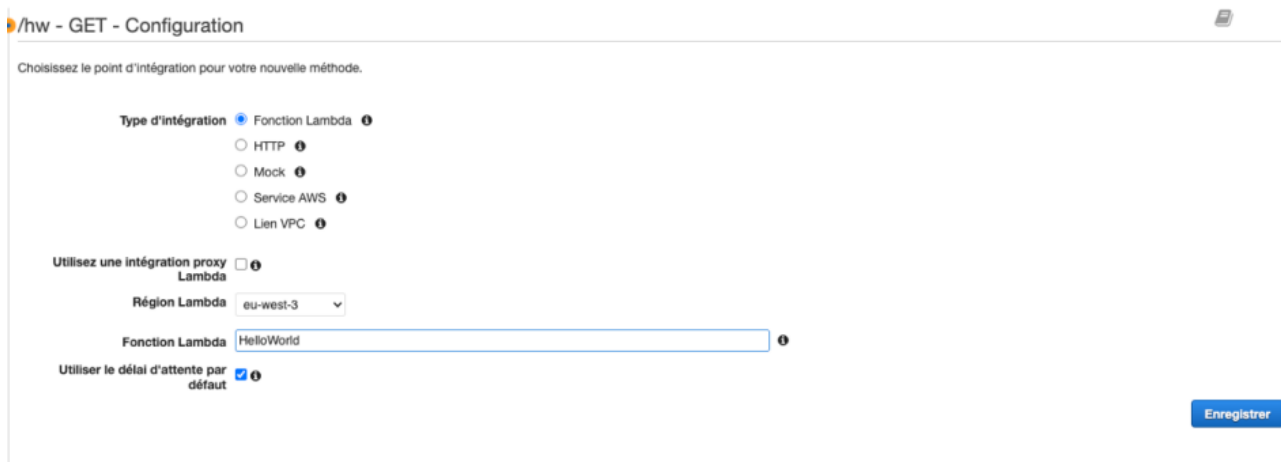 /hw - GET - Configuration
Choisissez le point d'intégration pour votre nouvelle méthode.
Type d'intégration Fonction Lambda
HTTP
Mock
Service AWS
Lien VPC
Utilisez une intégration proxy
Lambda
Région Lambda eu-west-3
Fonction Lambda HelloWorld
Utiliser le délai d'attente par
défaut
Enregistrer